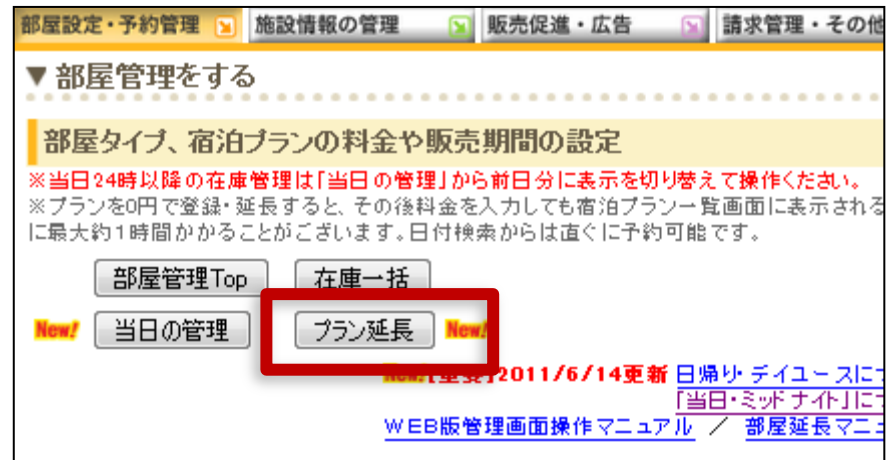 部屋設定・予約管理 施設情報の管理 販売促進・広告 請求管理・その他
▼部屋管理をする
部屋タイプ、宿泊プランの料金や販売期間の設定
※当日24時以降の在庫管理は「当日の管理」から前日分に表示を切り替えて操作ください。
※プランを0円で登録・延長すると、その後料金を入力しても宿泊プラン一覧画面に表示される
に最大約1時間かかることがございます。日付検索からは直ぐに予約可能です。
部屋管理Top 在庫一括
New! 当日の管理 プラン延長 New!
2011/6/14更新 日帰り・デイユースに
「当日・ミッドナイト」に
WEB版管理画面操作マニュアル ／ 部屋延長マニュ